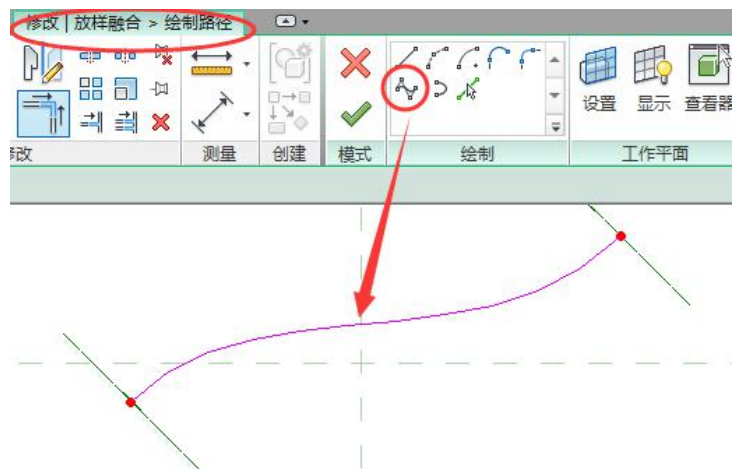 修改 | 放样融合 > 绘制路径
设置 显示 查看器
修改 测量 创建 模式 绘制 工作平面